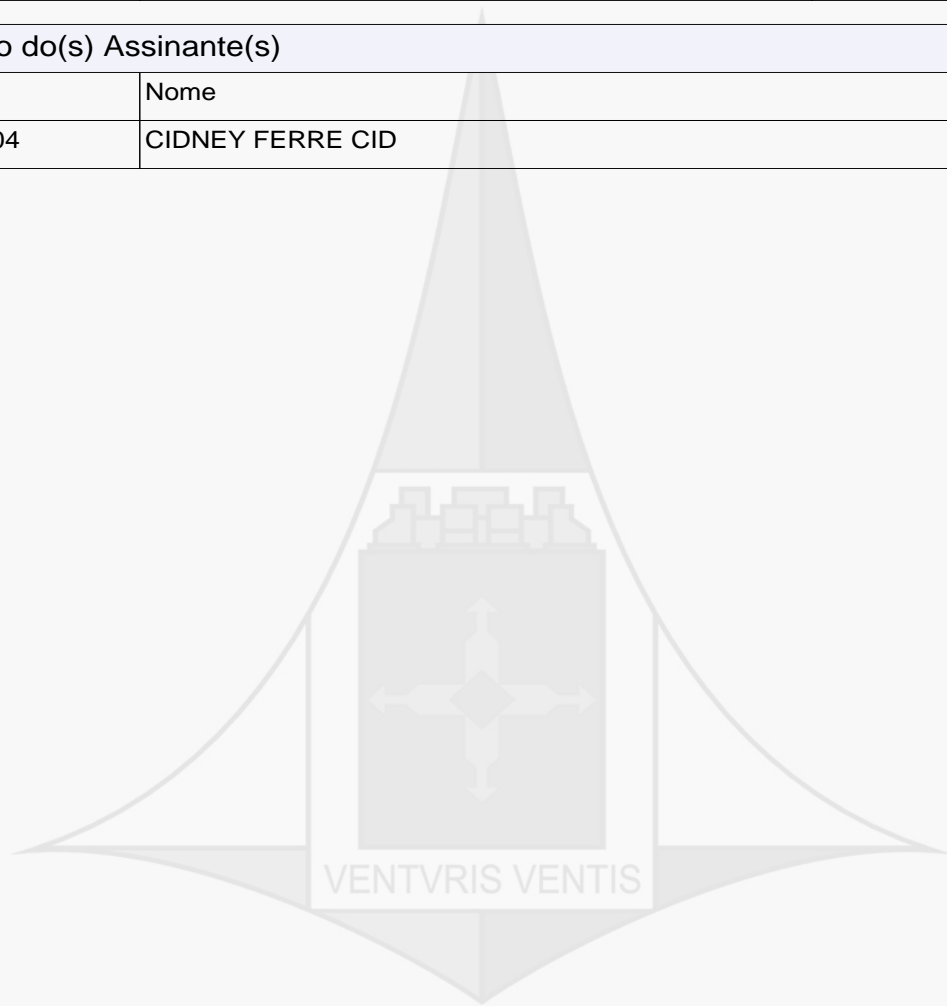 o do(s) Assinante(s)
Nome
04 CIDNEY FERRE CID
VENTVRIS VENTIS